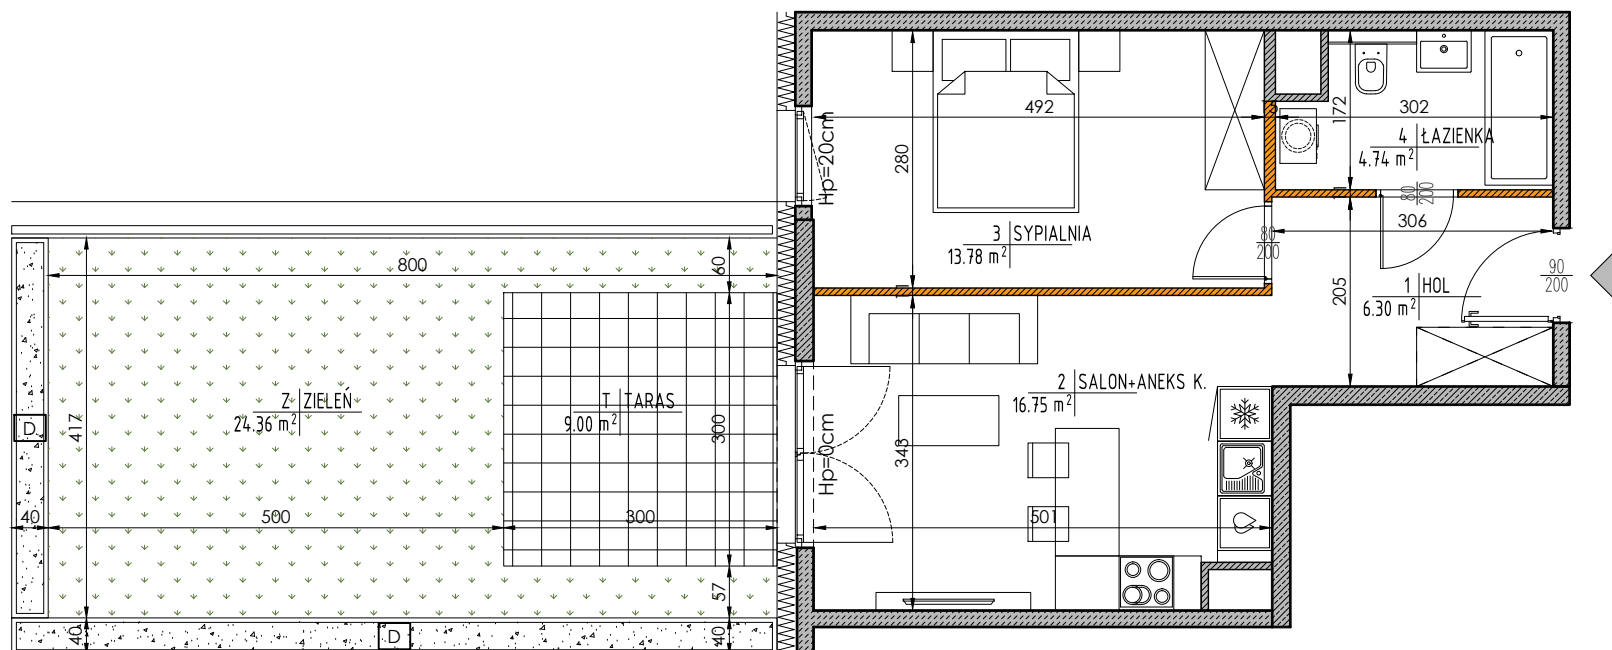 492
280
Hp=20cm
172
302
4 ŁAZIENKA
4.74 m²
80
200
306
3 SYPIALNIA
13.78 m²
80
200
205
1 HOL
6.30 m²
90
200
800
60
Z ZIELEŃ
24.36 m²
T TARAS
9.00 m²
300
417
D
2 SALON+ANEKS K.
16.75 m²
343
Hp=0cm
40
500
300
501
57
40
D
40